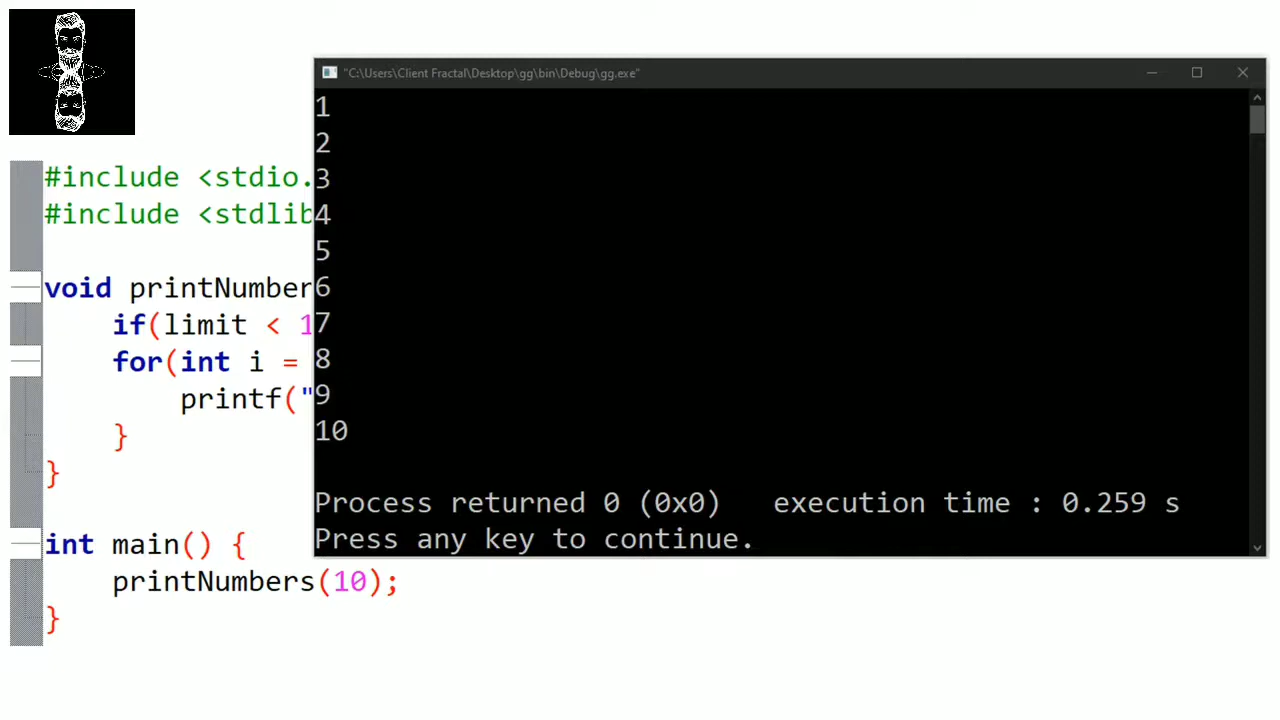 "C:\Users\Client Fractal\Desktop\gg\bin\Debug\gg.exe"
1
2
3
4
5
6
7
8
9
10
Process returned 0 (0x0)   execution time : 0.259 s
Press any key to continue.
#include <stdio.
#include <stdlib
void printNumber
if(limit < 1
for(int i =
printf("
}
}
int main() {
printNumbers(10);
}